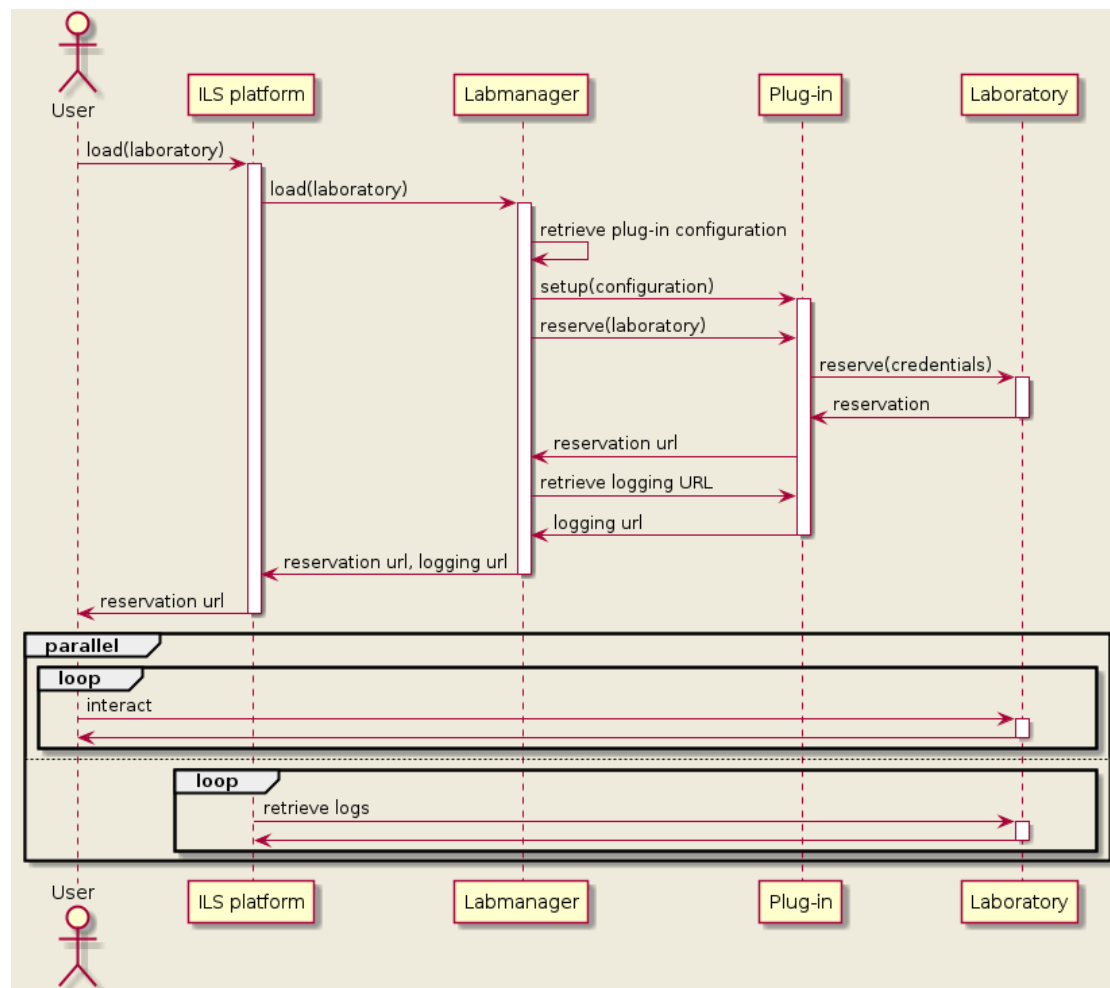 User
ILS platform
Labmanager
Plug-in
Laboratory
load(laboratory)
load(laboratory)
retrieve plug-in configuration
setup(configuration)
reserve(laboratory)
reserve(credentials)
reservation
reservation url
retrieve logging URL
logging url
reservation url, logging url
reservation url
parallel
loop
interact
loop
retrieve logs
User
ILS platform
Labmanager
Plug-in
Laboratory